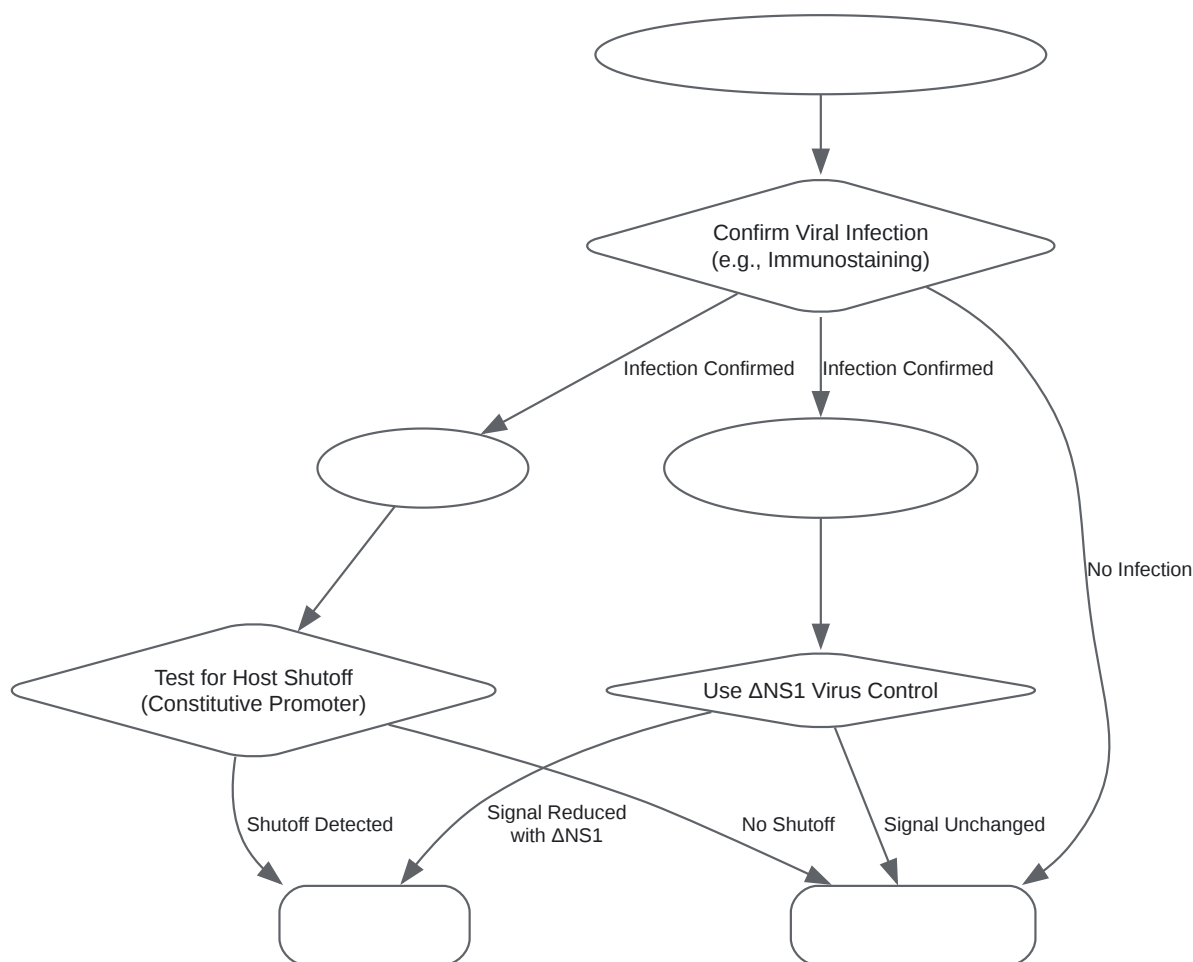 Confirm Viral Infection
(e.g., Immunostaining)
Infection Confirmed
Infection Confirmed
No Infection
Test for Host Shutoff
(Constitutive Promoter)
Use ΔNS1 Virus Control
Shutoff Detected
Signal Reduced
with ΔNS1
No Shutoff
Signal Unchanged